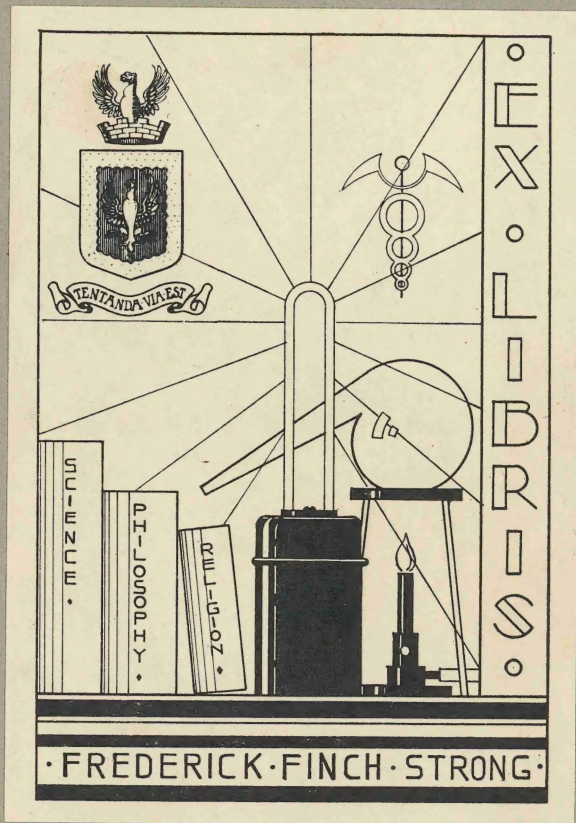 TENTANDA·VIA·EST
·EX·LIBRIS·
SCIENCE·
PHILOSOPHY·
RELIGION·
·FREDERICK·FINCH·STRONG·